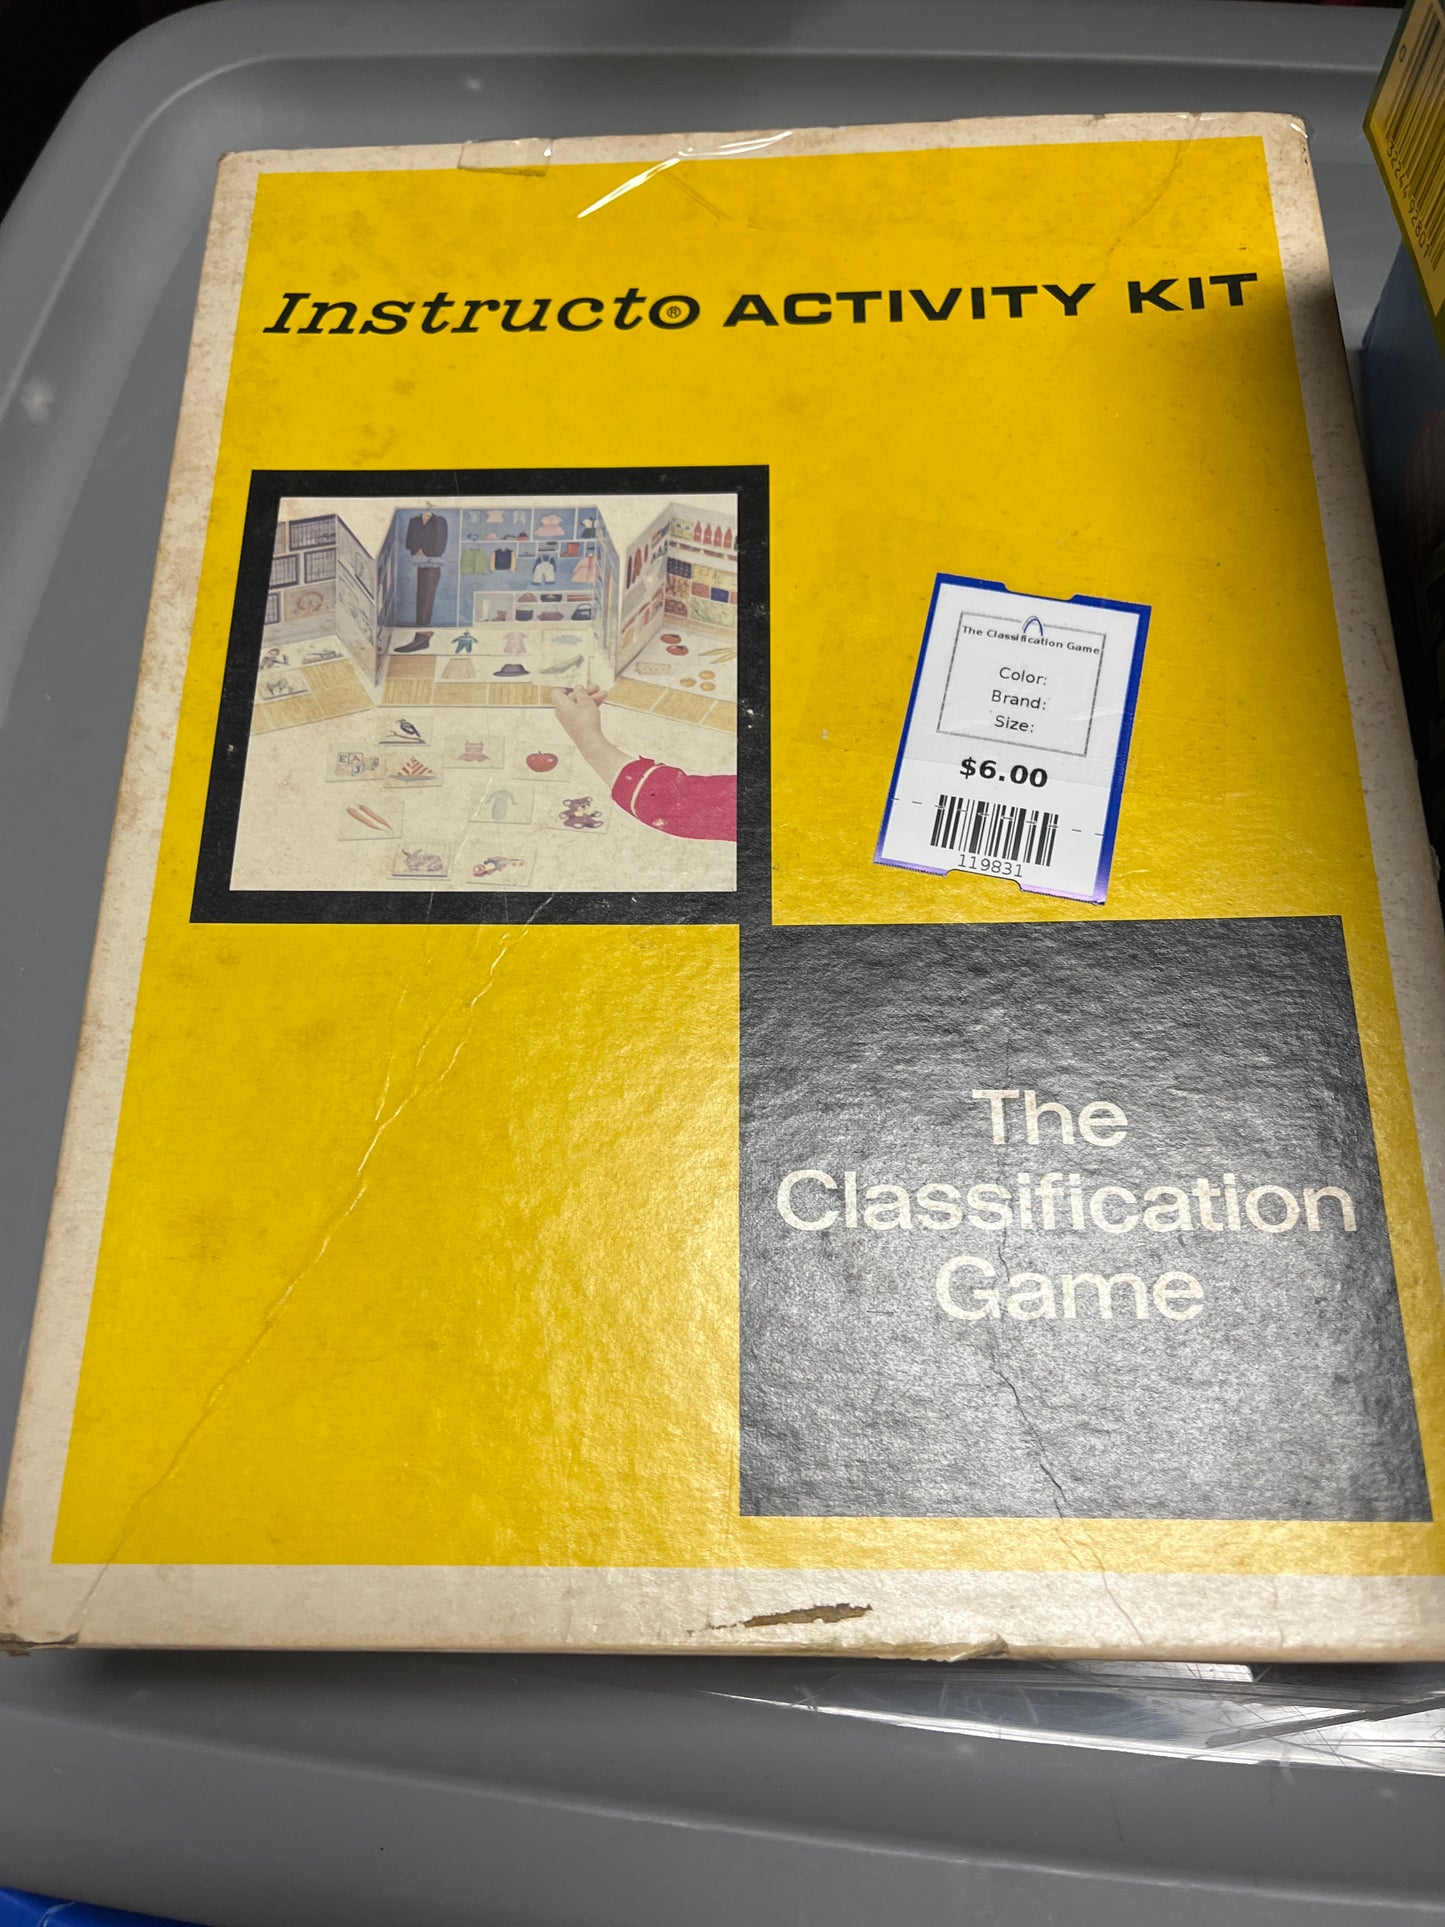 Instructo® ACTIVITY KIT
The Classification Game
Color:
Brand:
Size:
$6.00
119831
The
Classification
Game